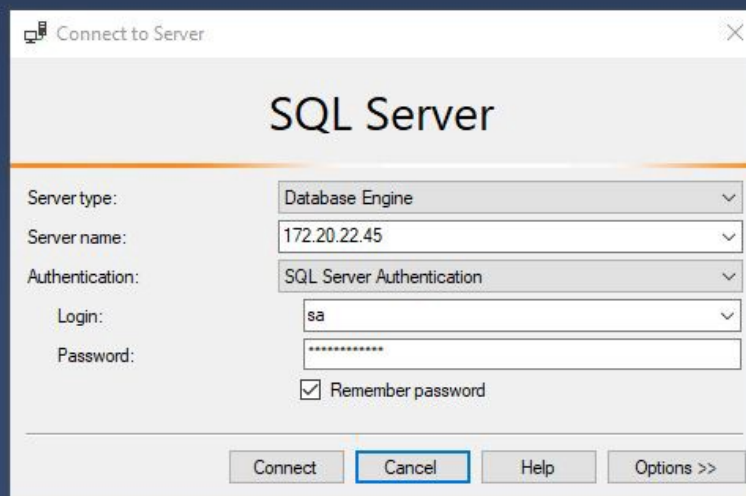 Connect to Server
SQL Server
Server type: Database Engine
Server name: 172.20.22.45
Authentication: SQL Server Authentication
Login: sa
Password: ************
Remember password
Connect Cancel Help Options >>